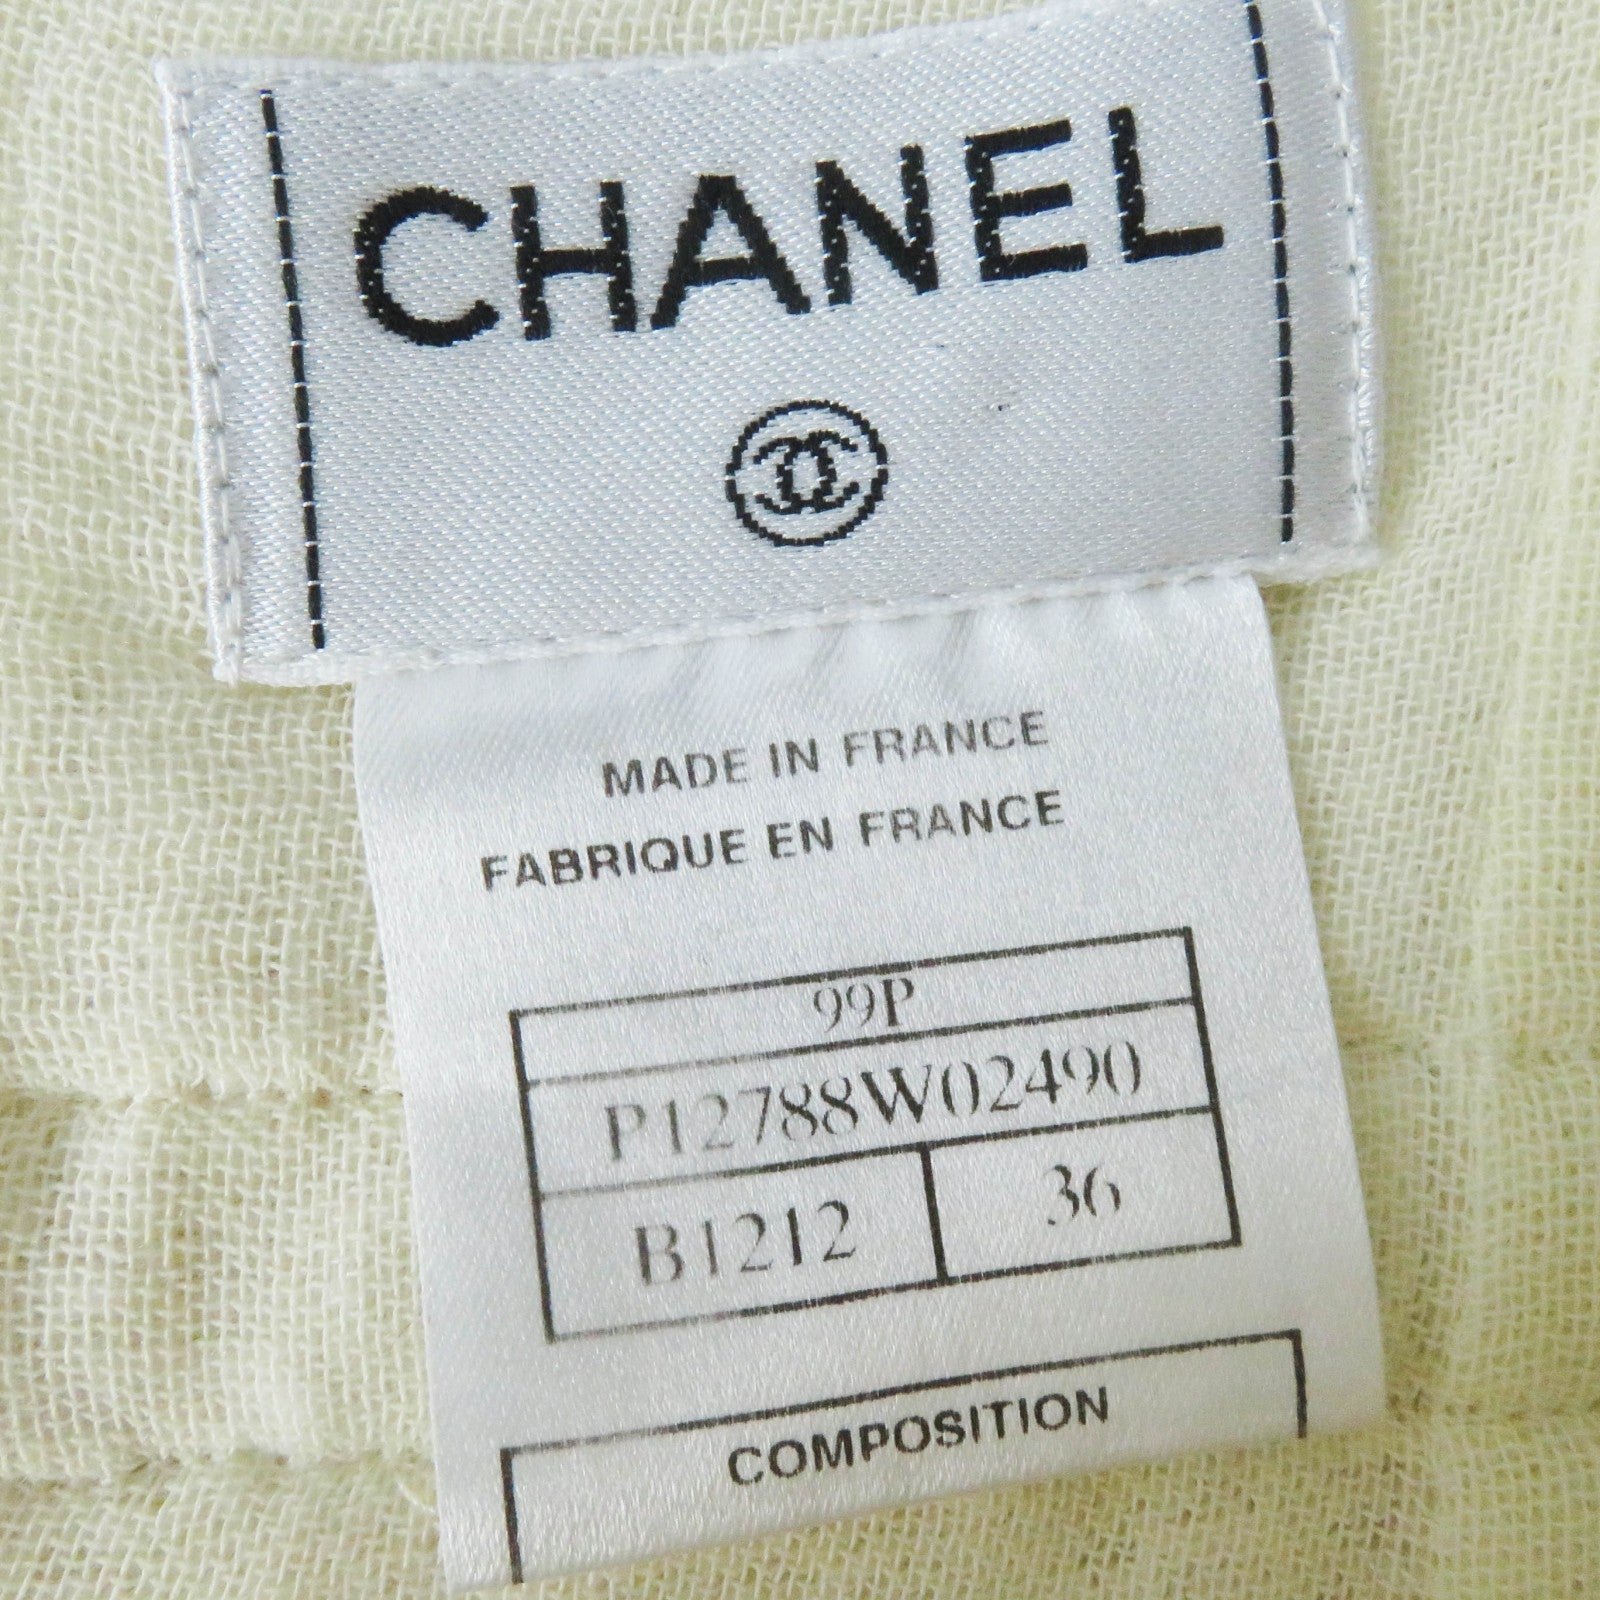 CHANEL
MADE IN FRANCE
FABRIQUE EN FRANCE
99P
P12788W02490
B1212 36
COMPOSITION